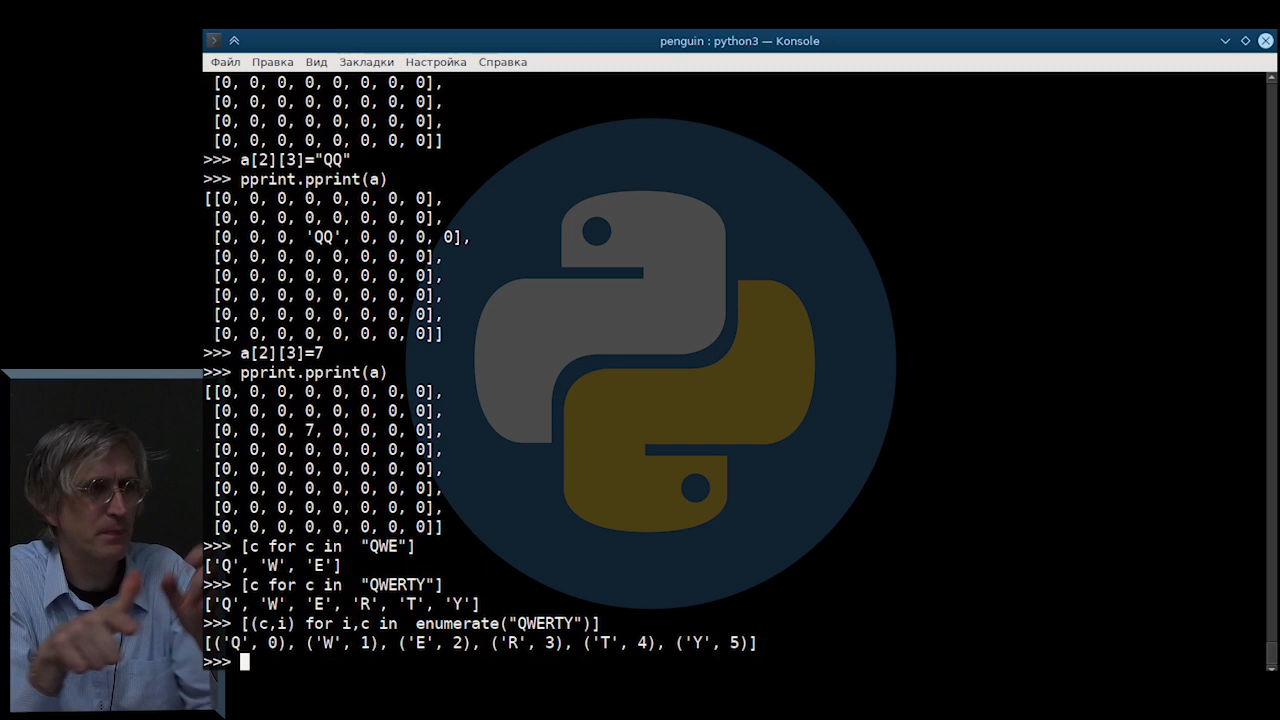 penguin : python3 — Konsole
Файл Правка Вид Закладки Настройка Справка
[0, 0, 0, 0, 0, 0, 0, 0],
[0, 0, 0, 0, 0, 0, 0, 0],
[0, 0, 0, 0, 0, 0, 0, 0],
[0, 0, 0, 0, 0, 0, 0, 0]]
>>> a[2][3]="QQ"
>>> pprint.pprint(a)
[[0, 0, 0, 0, 0, 0, 0, 0],
[0, 0, 0, 0, 0, 0, 0, 0],
[0, 0, 0, 'QQ', 0, 0, 0, 0],
[0, 0, 0, 0, 0, 0, 0, 0],
[0, 0, 0, 0, 0, 0, 0, 0],
[0, 0, 0, 0, 0, 0, 0, 0],
[0, 0, 0, 0, 0, 0, 0, 0],
[0, 0, 0, 0, 0, 0, 0, 0]]
>>> a[2][3]=7
>>> pprint.pprint(a)
[[0, 0, 0, 0, 0, 0, 0, 0],
[0, 0, 0, 0, 0, 0, 0, 0],
[0, 0, 0, 7, 0, 0, 0, 0],
[0, 0, 0, 0, 0, 0, 0, 0],
[0, 0, 0, 0, 0, 0, 0, 0],
[0, 0, 0, 0, 0, 0, 0, 0],
[0, 0, 0, 0, 0, 0, 0, 0],
[0, 0, 0, 0, 0, 0, 0, 0]]
>>> [c for c in  "QWE"]
['Q', 'W', 'E']
>>> [c for c in  "QWERTY"]
['Q', 'W', 'E', 'R', 'T', 'Y']
>>> [(c,i) for i,c in  enumerate("QWERTY")]
[('Q', 0), ('W', 1), ('E', 2), ('R', 3), ('T', 4), ('Y', 5)]
>>>